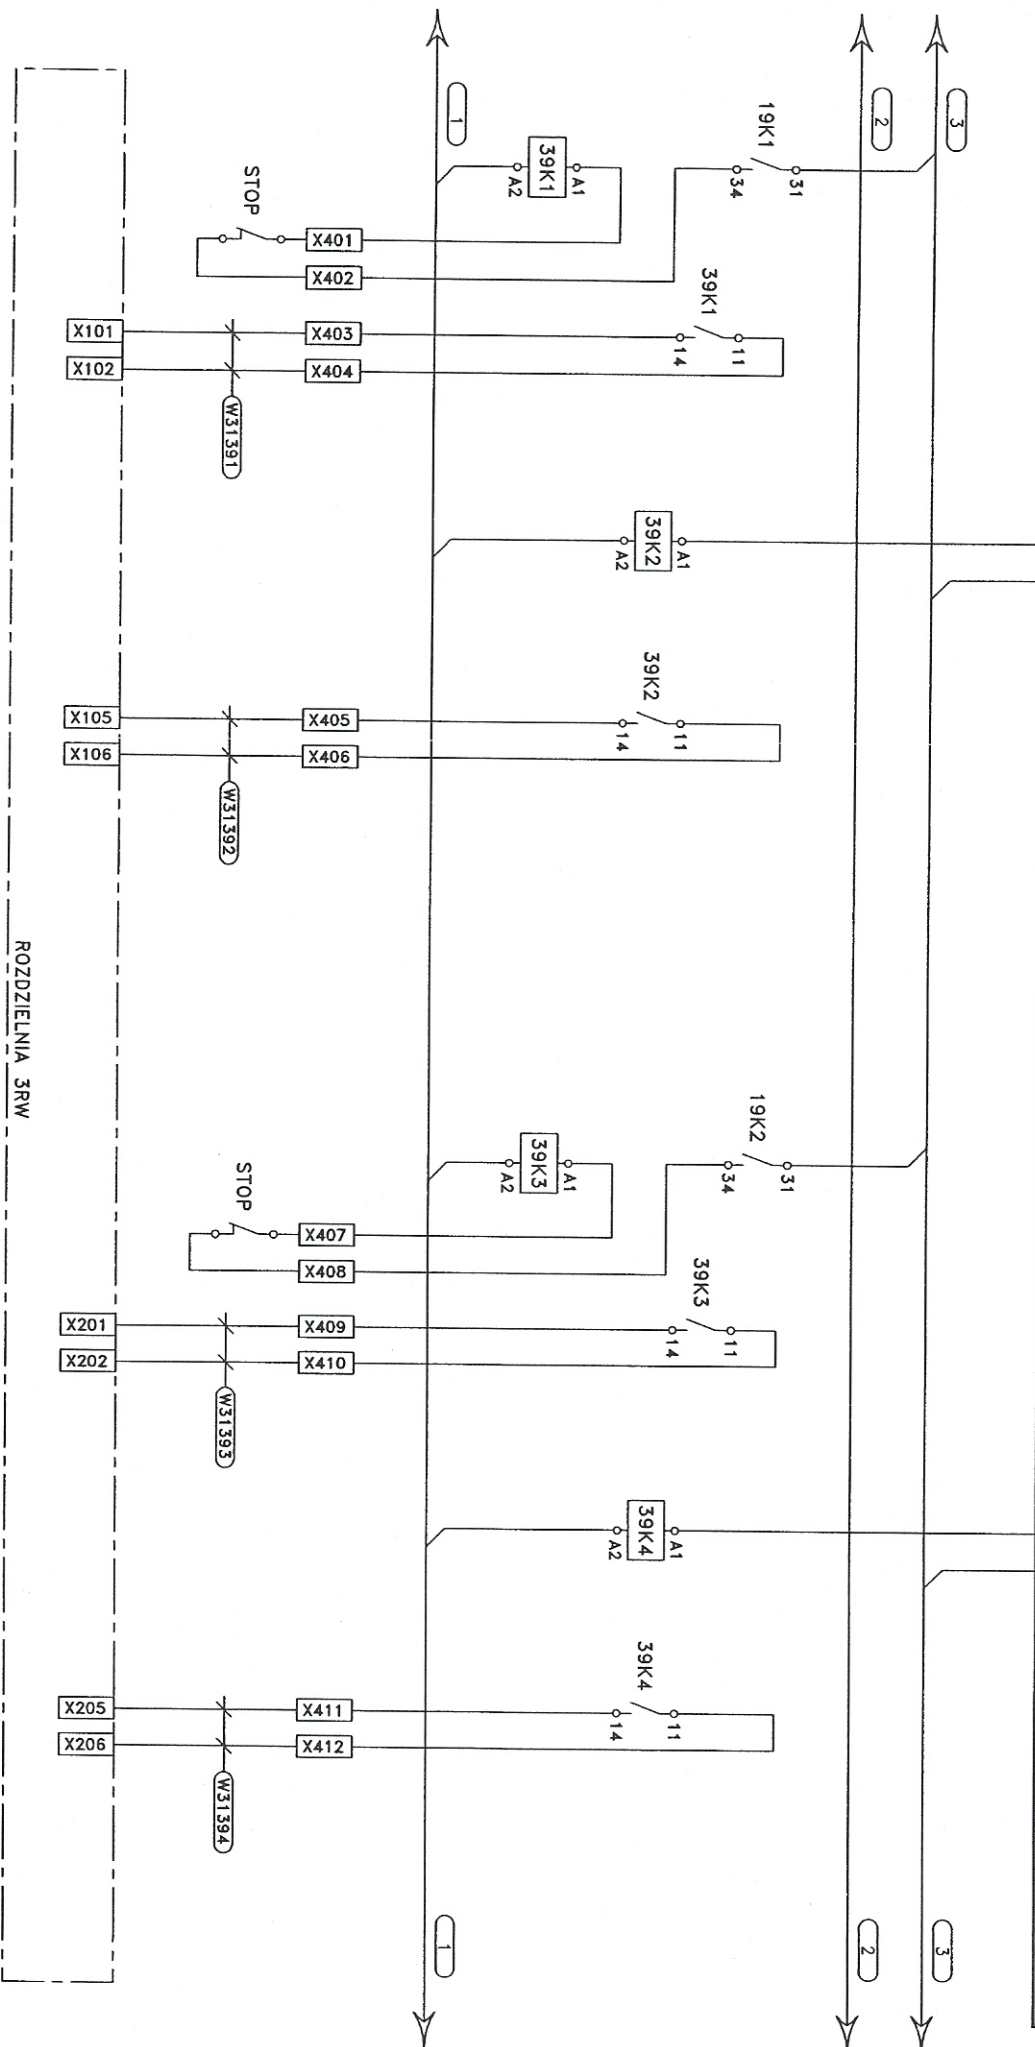 1
2
3
19K1
31
34
39K1
A1
A2
STOP
X401
X402
39K1
11
14
X403
X404
X101
X102
W31391
39K2
A1
A2
39K2
11
14
X405
X406
X105
X106
W31392
ROZDZIELNIA 3RW
19K2
31
34
39K3
A1
A2
STOP
X407
X408
39K3
11
14
X409
X410
X201
X202
W31393
39K4
A1
A2
39K4
11
14
X411
X412
X205
X206
W31394
1
2
3